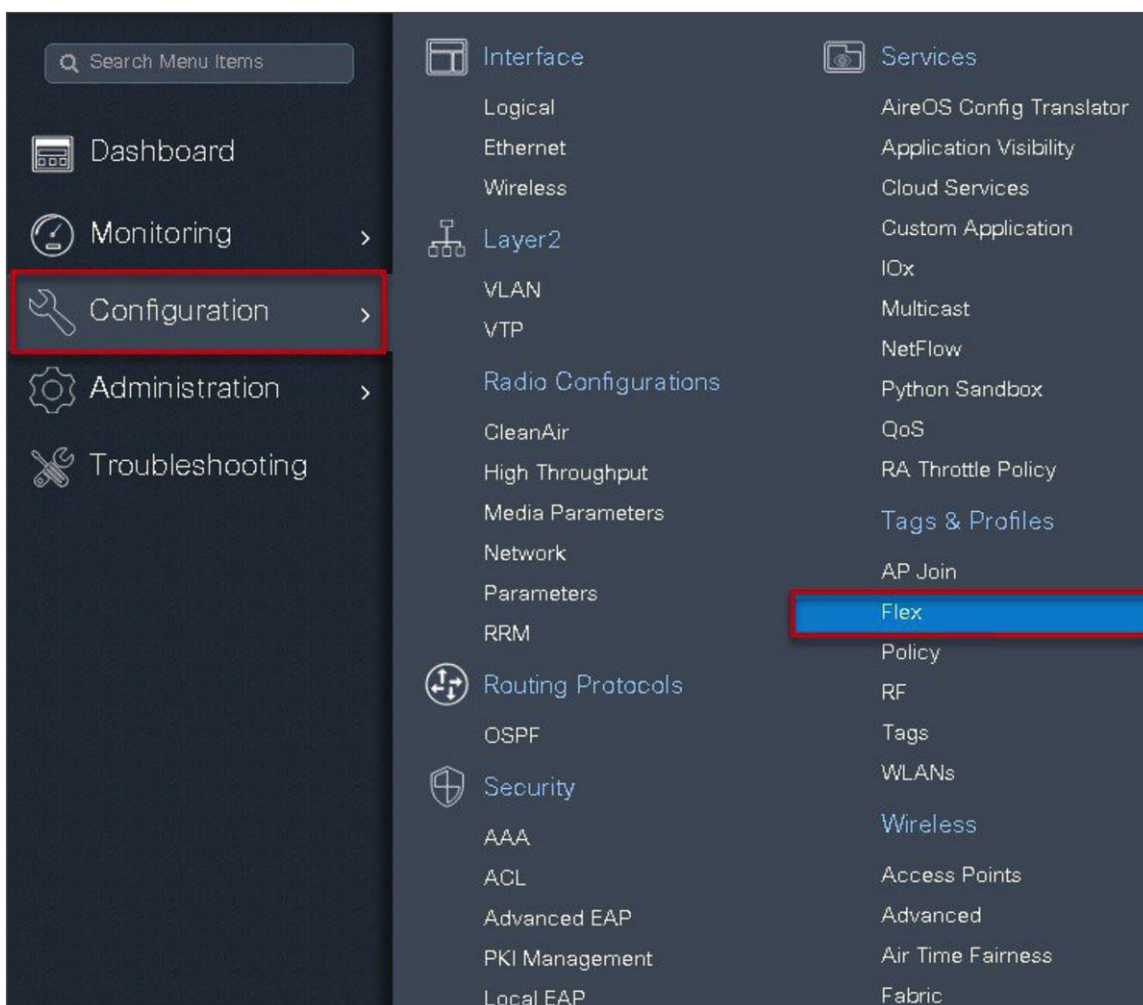 Search Menu Items
Dashboard
Monitoring
Configuration
Administration
Troubleshooting
Interface
Logical
Ethernet
Wireless
Layer2
VLAN
VTP
Radio Configurations
CleanAir
High Throughput
Media Parameters
Network
Parameters
RRM
Routing Protocols
OSPF
Security
AAA
ACL
Advanced EAP
PKI Management
Local EAP
Services
AireOS Config Translator
Application Visibility
Cloud Services
Custom Application
IOx
Multicast
NetFlow
Python Sandbox
QoS
RA Throttle Policy
Tags & Profiles
AP Join
Flex
Policy
RF
Tags
WLANs
Wireless
Access Points
Advanced
Air Time Fairness
Fabric